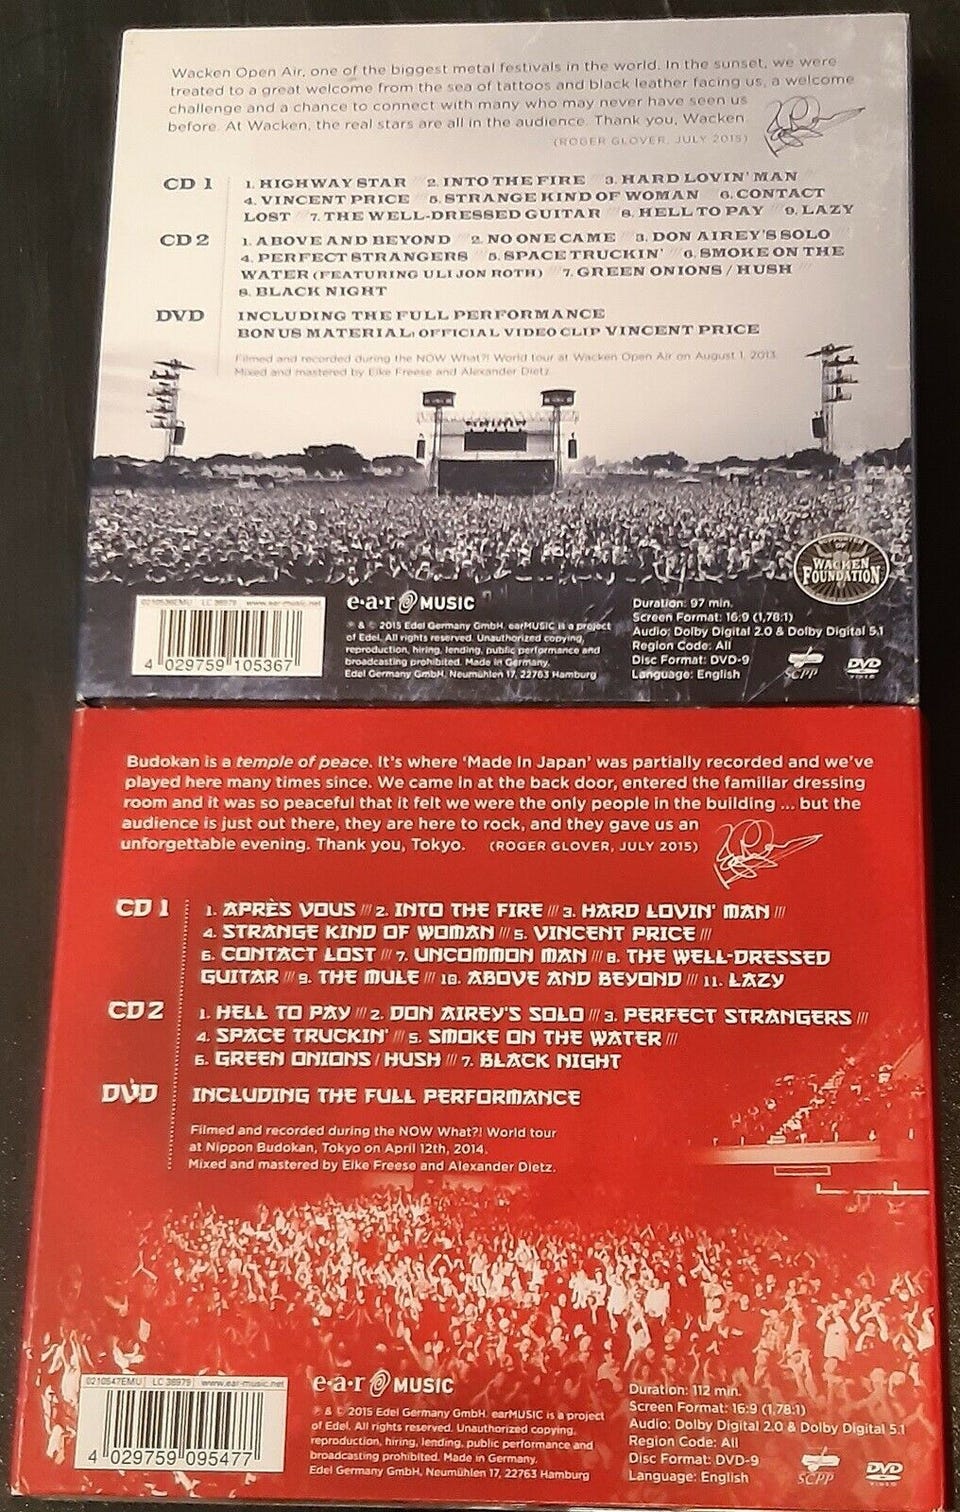 Wacken Open Air, one of the biggest metal festivals in the world. In the sunset, we were
treated to a great welcome from the sea of tattoos and black leather facing us, a welcome
challenge and a chance to connect with many who may never have seen us
before. At Wacken, the real stars are all in the audience. Thank you, Wacken
(ROGER GLOVER, JULY 2015)
CD 1 1. HIGHWAY STAR /// 2. INTO THE FIRE /// 3. HARD LOVIN' MAN ///
4. VINCENT PRICE /// 5. STRANGE KIND OF WOMAN /// 6. CONTACT
LOST /// 7. THE WELL-DRESSED GUITAR /// 8. HELL TO PAY /// 9. LAZY
CD 2 1. ABOVE AND BEYOND /// 2. NO ONE CAME /// 3. DON AIREY'S SOLO ///
4. PERFECT STRANGERS /// 5. SPACE TRUCKIN' /// 6. SMOKE ON THE
WATER (FEATURING ULI JON ROTH) /// 7. GREEN ONIONS / HUSH ///
8. BLACK NIGHT
DVD INCLUDING THE FULL PERFORMANCE
BONUS MATERIAL: OFFICIAL VIDEO CLIP VINCENT PRICE
Filmed and recorded during the NOW What?! World tour at Wacken Open Air on August 1, 2013.
Mixed and mastered by Eike Freese and Alexander Dietz.
WACKEN
FOUNDATION
0210536EMU LC 36979 www.ear-music.net
4 029759 105367
e·a·r MUSIC
℗ & © 2015 Edel Germany GmbH. earMUSIC is a project
of Edel. All rights reserved. Unauthorized copying,
reproduction, hiring, lending, public performance and
broadcasting prohibited. Made in Germany.
Edel Germany GmbH, Neumühlen 17, 22763 Hamburg
Duration: 97 min.
Screen Format: 16:9 (1,78:1)
Audio: Dolby Digital 2.0 & Dolby Digital 5.1
Region Code: All
Disc Format: DVD-9
Language: English
SCPP
DVD
VIDEO
Budokan is a temple of peace. It's where 'Made In Japan' was partially recorded and we've
played here many times since. We came in at the back door, entered the familiar dressing
room and it was so peaceful that it felt we were the only people in the building ... but the
audience is just out there, they are here to rock, and they gave us an
unforgettable evening. Thank you, Tokyo. (ROGER GLOVER, JULY 2015)
CD 1 1. APRÈS VOUS /// 2. INTO THE FIRE /// 3. HARD LOVIN' MAN ///
4. STRANGE KIND OF WOMAN /// 5. VINCENT PRICE ///
6. CONTACT LOST /// 7. UNCOMMON MAN /// 8. THE WELL-DRESSED
GUITAR /// 9. THE MULE /// 10. ABOVE AND BEYOND /// 11. LAZY
CD 2 1. HELL TO PAY /// 2. DON AIREY'S SOLO /// 3. PERFECT STRANGERS ///
4. SPACE TRUCKIN' /// 5. SMOKE ON THE WATER ///
6. GREEN ONIONS / HUSH /// 7. BLACK NIGHT
DVD INCLUDING THE FULL PERFORMANCE
Filmed and recorded during the NOW What?! World tour
at Nippon Budokan, Tokyo on April 12th, 2014.
Mixed and mastered by Eike Freese and Alexander Dietz.
0210547EMU LC 36979 www.ear-music.net
4 029759 095477
e·a·r MUSIC
℗ & © 2015 Edel Germany GmbH. earMUSIC is a project
of Edel. All rights reserved. Unauthorized copying,
reproduction, hiring, lending, public performance and
broadcasting prohibited. Made in Germany.
Edel Germany GmbH, Neumühlen 17, 22763 Hamburg
Duration: 112 min.
Screen Format: 16:9 (1,78:1)
Audio: Dolby Digital 2.0 & Dolby Digital 5.1
Region Code: All
Disc Format: DVD-9
Language: English
SCPP
DVD
VIDEO